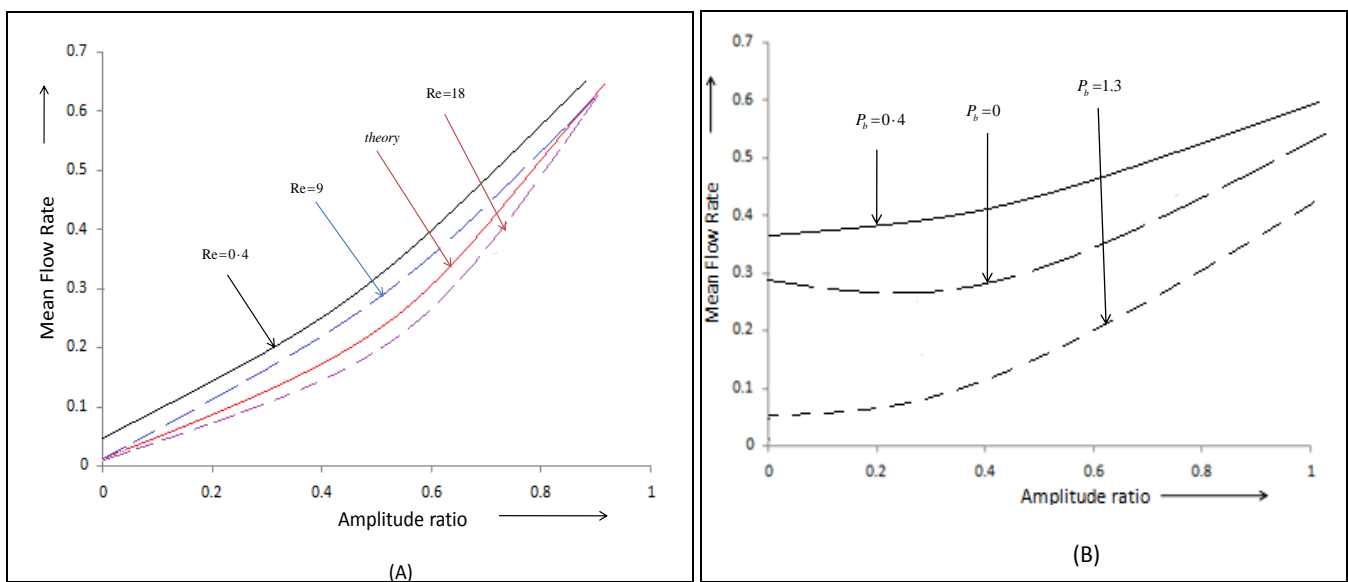 0.7
0.6
0.5
0.4
0.3
0.2
0.1
0
Mean Flow Rate
Re=18
theory
Re=9
Re=0·4
0 0.2 0.4 0.6 0.8 1
Amplitude ratio
(A)
0.7
0.6
0.5
0.4
0.3
0.2
0.1
0
Mean Flow Rate
P_b=1.3
P_b=0·4
P_b=0
0 0.2 0.4 0.6 0.8 1
Amplitude ratio
(B)